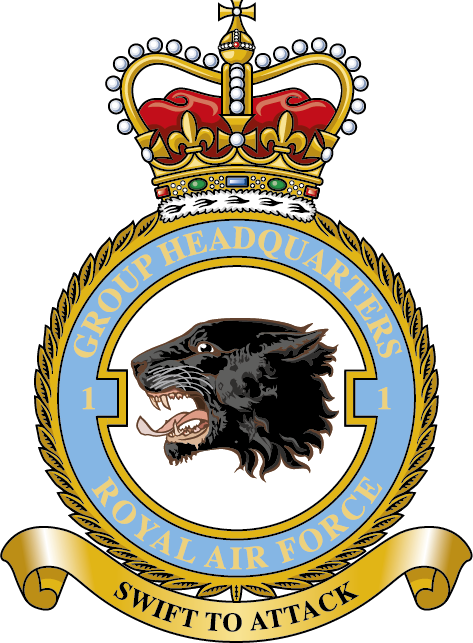 GROUP HEADQUARTERS
1 1
ROYAL AIR FORCE
SWIFT TO ATTACK